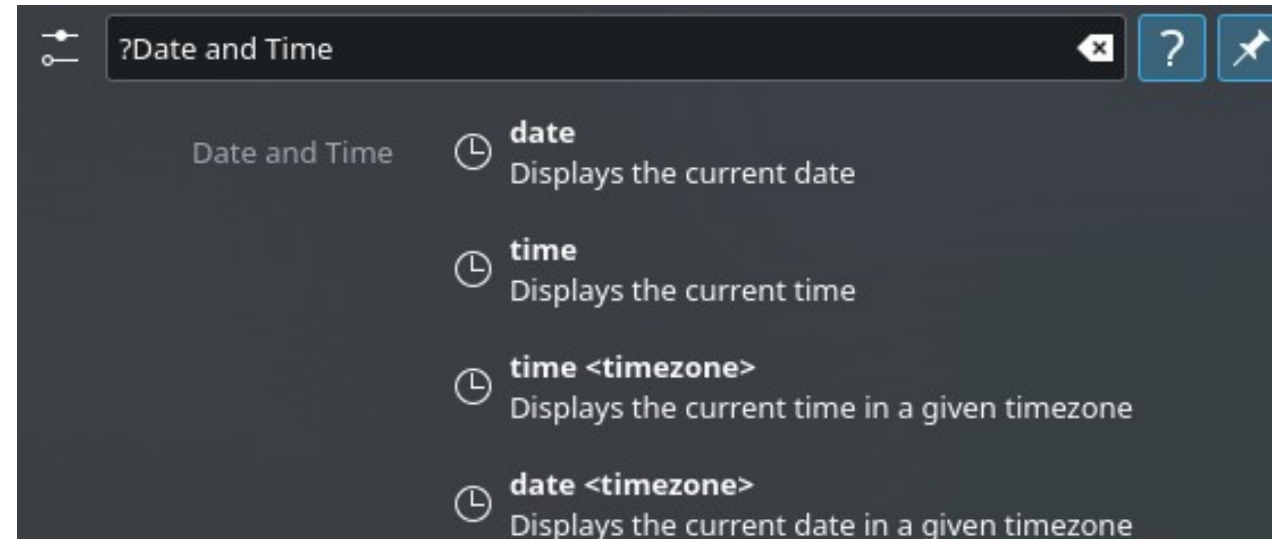 ?Date and Time
?
Date and Time
date
Displays the current date
time
Displays the current time
time <timezone>
Displays the current time in a given timezone
date <timezone>
Displays the current date in a given timezone